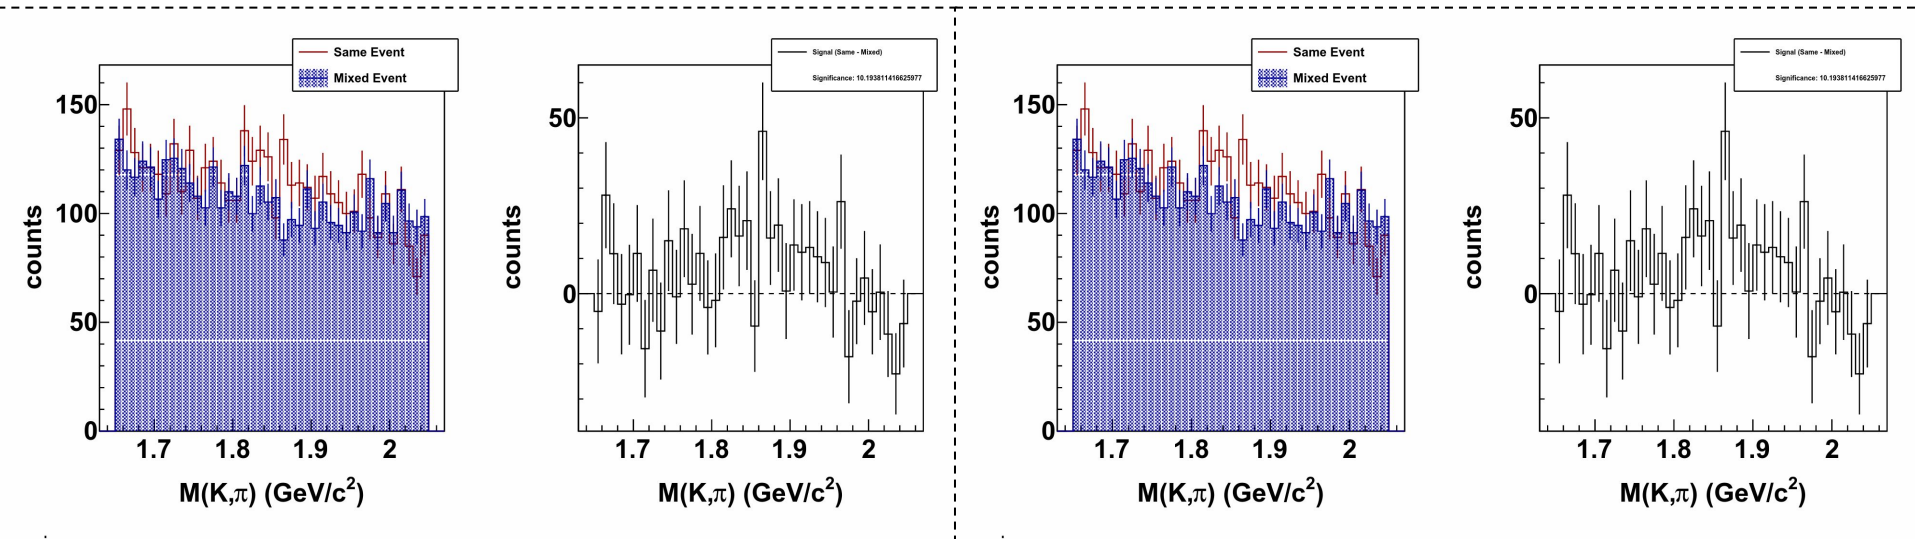 Same Event
Mixed Event
150
100
50
0
counts
1.7 1.8 1.9 2
M(K,π) (GeV/c²)
Signal (Same - Mixed)
Significance: 10.193811416625977
50
0
counts
1.7 1.8 1.9 2
M(K,π) (GeV/c²)
Same Event
Mixed Event
150
100
50
0
counts
1.7 1.8 1.9 2
M(K,π) (GeV/c²)
Signal (Same - Mixed)
Significance: 10.193811416625977
50
0
counts
1.7 1.8 1.9 2
M(K,π) (GeV/c²)